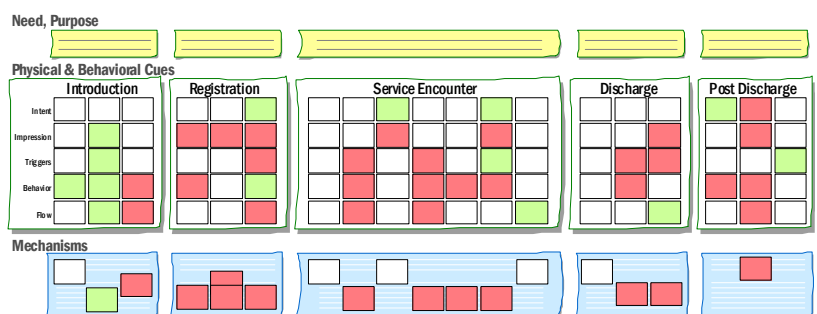 Need, Purpose
Physical & Behavioral Cues
Introduction
Registration
Service Encounter
Discharge
Post Discharge
Intent
Impression
Triggers
Behavior
Flow
Mechanisms